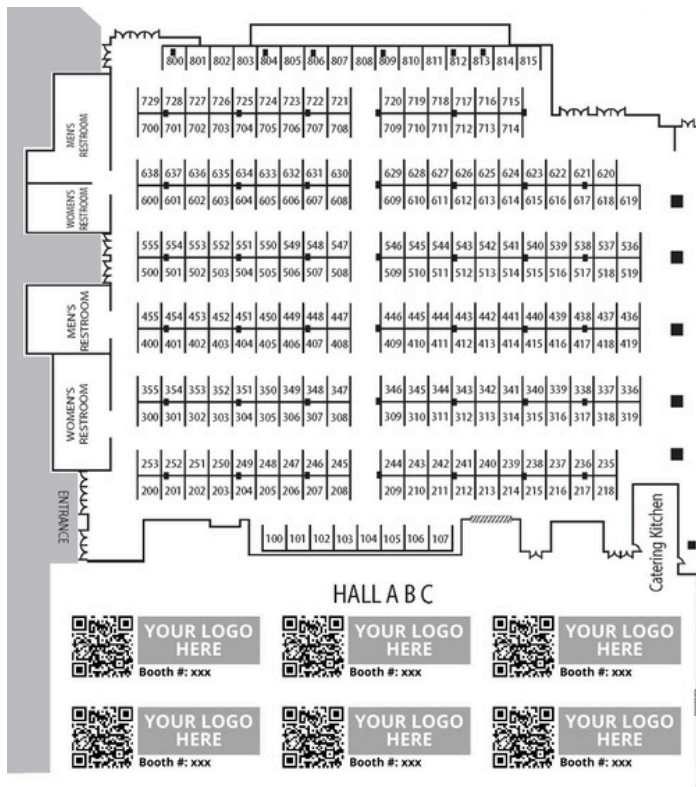 800 801 802 803 804 805 806 807 808 809 810 811 812 813 814 815
729 728 727 726 725 724 723 722 721 720 719 718 717 716 715
700 701 702 703 704 705 706 707 708 709 710 711 712 713 714
MEN'S
RESTROOM
638 637 636 635 634 633 632 631 630 629 628 627 626 625 624 623 622 621 620
600 601 602 603 604 605 606 607 608 609 610 611 612 613 614 615 616 617 618 619
WOMEN'S
RESTROOM
555 554 553 552 551 550 549 548 547 546 545 544 543 542 541 540 539 538 537 536
500 501 502 503 504 505 506 507 508 509 510 511 512 513 514 515 516 517 518 519
MEN'S
RESTROOM
455 454 453 452 451 450 449 448 447 446 445 444 443 442 441 440 439 438 437 436
400 401 402 403 404 405 406 407 408 409 410 411 412 413 414 415 416 417 418 419
WOMEN'S
RESTROOM
355 354 353 352 351 350 349 348 347 346 345 344 343 342 341 340 339 338 337 336
300 301 302 303 304 305 306 307 308 309 310 311 312 313 314 315 316 317 318 319
253 252 251 250 249 248 247 246 245 244 243 242 241 240 239 238 237 236 235
200 201 202 203 204 205 206 207 208 209 210 211 212 213 214 215 216 217 218
ENTRANCE
100 101 102 103 104 105 106 107
Catering Kitchen
HALL A B C
YOUR LOGO
HERE
Booth #: xxx
YOUR LOGO
HERE
Booth #: xxx
YOUR LOGO
HERE
Booth #: xxx
YOUR LOGO
HERE
Booth #: xxx
YOUR LOGO
HERE
Booth #: xxx
YOUR LOGO
HERE
Booth #: xxx